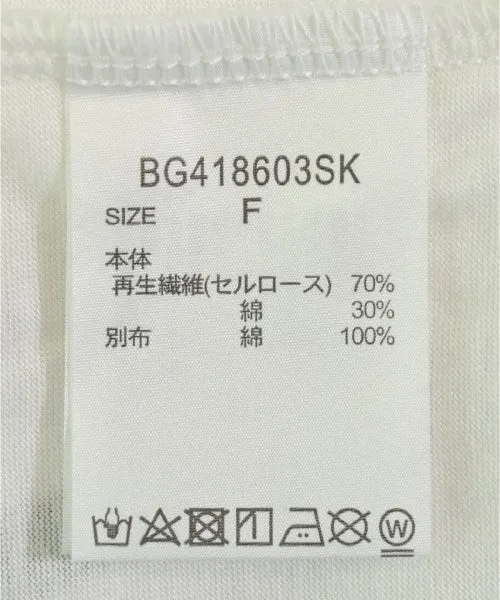 BG418603SK
SIZE F
本体
再生繊維(セルロース) 70%
綿 30%
別布 綿 100%
W